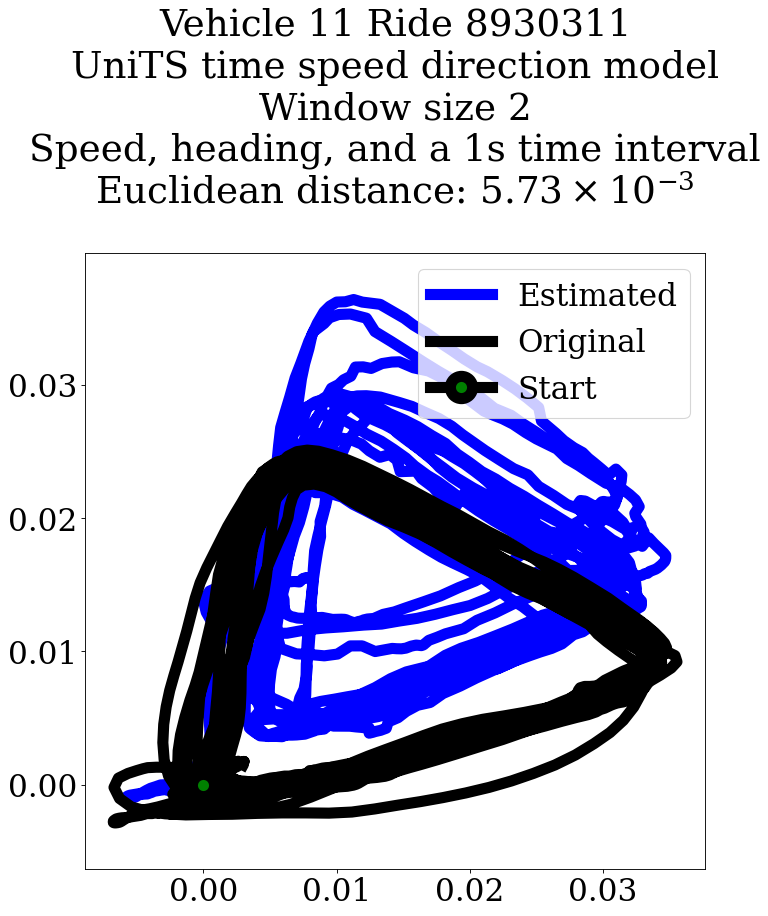 Vehicle 11 Ride 8930311
UniTS time speed direction model
Window size 2
Speed, heading, and a 1s time interval
Euclidean distance: 5.73 × 10⁻³
Estimated
Original
Start
0.03
0.02
0.01
0.00
0.00 0.01 0.02 0.03